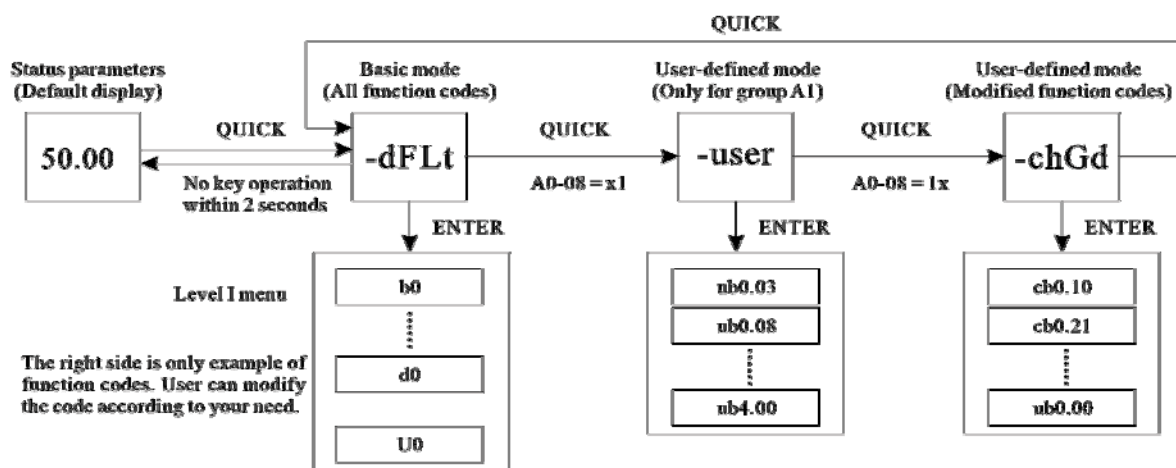 QUICK
Status parameters
(Default display)
Basic mode
(All function codes)
User-defined mode
(Only for group A1)
User-defined mode
(Modified function codes)
50.00
QUICK
No key operation
within 2 seconds
-dFLt
QUICK
A0-08 = x1
-user
QUICK
A0-08 = 1x
-chGd
ENTER
ENTER
ENTER
Level I menu
The right side is only example of
function codes. User can modify
the code according to your need.
b0
d0
U0
ub0.03
ub0.08
ub4.00
cb0.10
cb0.21
ub0.00